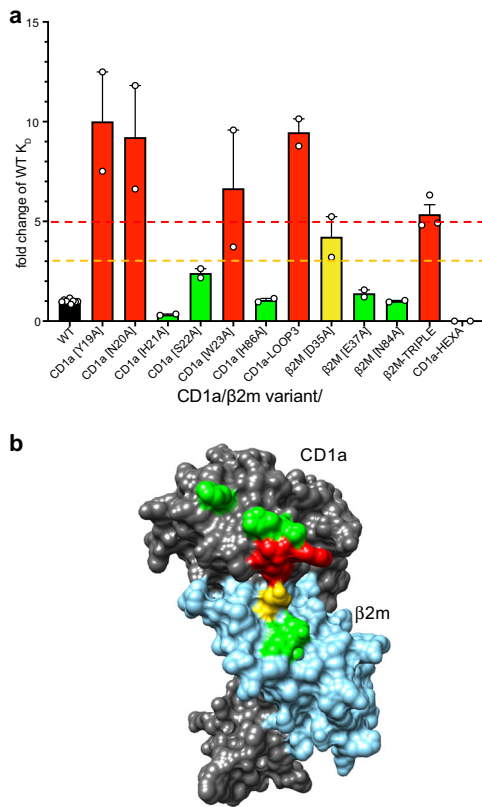 a
15
10
5
0
fold change of WT K_D
WT
CD1a [Y19A]
CD1a [N20A]
CD1a [H21A]
CD1a [S22A]
CD1a [W23A]
CD1a [H86A]
CD1a-LOOP3
β2M [D35A]
β2M [E37A]
β2M [N84A]
β2M-TRIPLE
CD1a-HEXA
CD1a/β2m variant/
b
CD1a
β2m